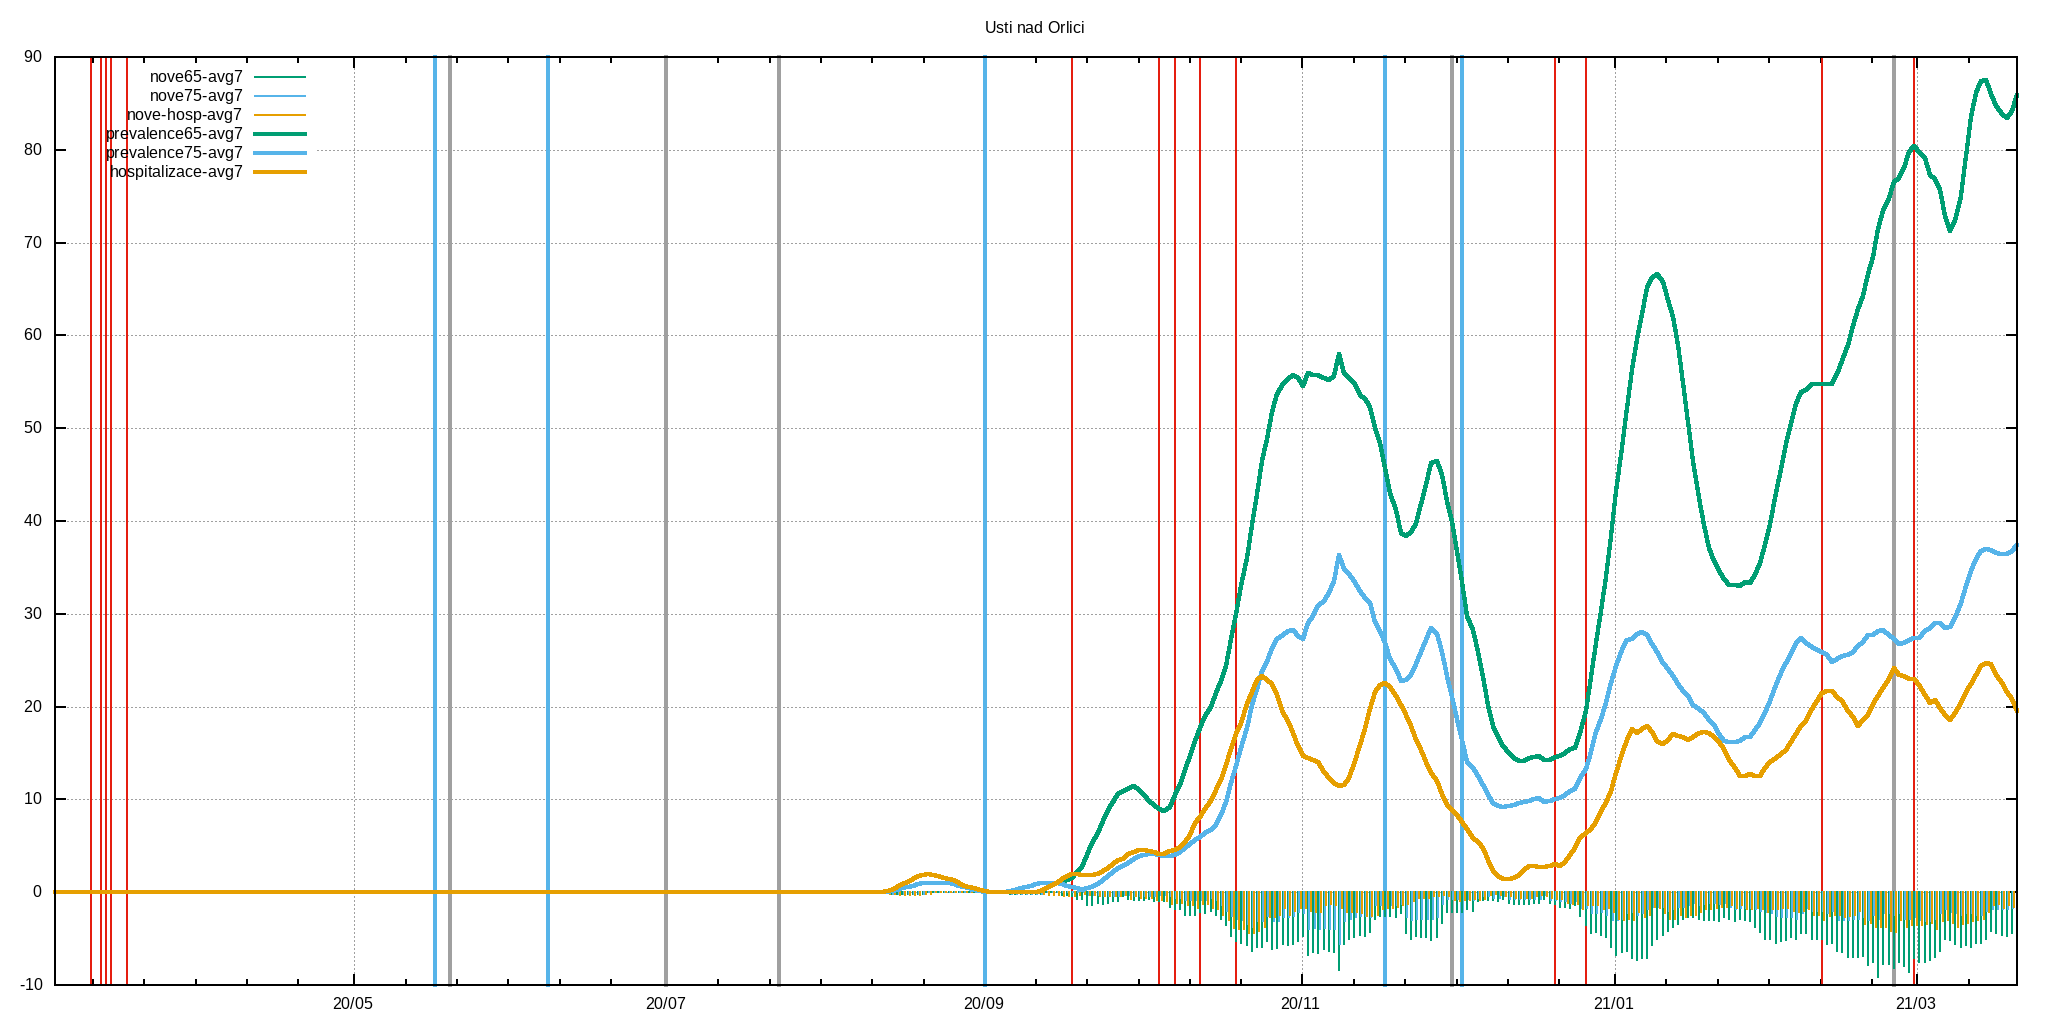 Usti nad Orlici
90
80
70
60
50
40
30
20
10
0
-10
nove65-avg7
nove75-avg7
nove-hosp-avg7
prevalence65-avg7
prevalence75-avg7
hospitalizace-avg7
20/05
20/07
20/09
20/11
21/01
21/03